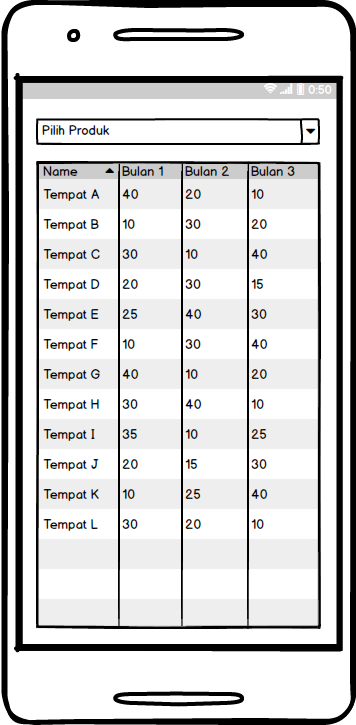 0:50
Pilih Produk
Name Bulan 1 Bulan 2 Bulan 3
Tempat A 40 20 10
Tempat B 10 30 20
Tempat C 30 10 40
Tempat D 20 30 15
Tempat E 25 40 30
Tempat F 10 30 40
Tempat G 40 10 20
Tempat H 30 40 10
Tempat I 35 10 25
Tempat J 20 15 30
Tempat K 10 25 40
Tempat L 30 20 10